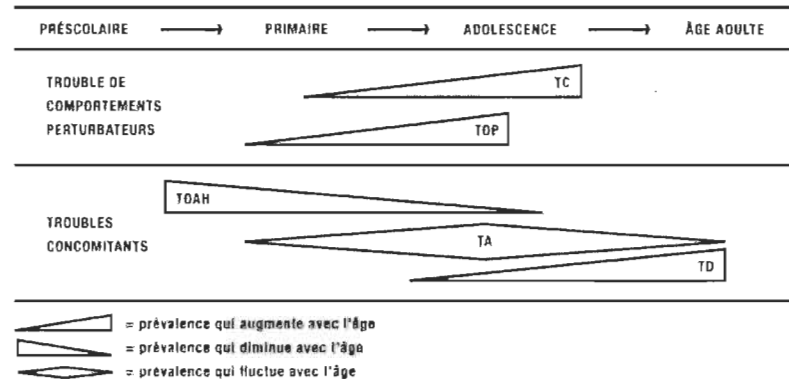 PRÉSCOLAIRE → PRIMAIRE → ADOLESCENCE → ÂGE ADULTE
TROUBLE DE
COMPORTEMENTS
PERTURBATEURS
TC
TOP
TROUBLES
CONCOMITANTS
TDAH
TA
TD
= prévalence qui augmente avec l'âge
= prévalence qui diminue avec l'âge
= prévalence qui fluctue avec l'âge